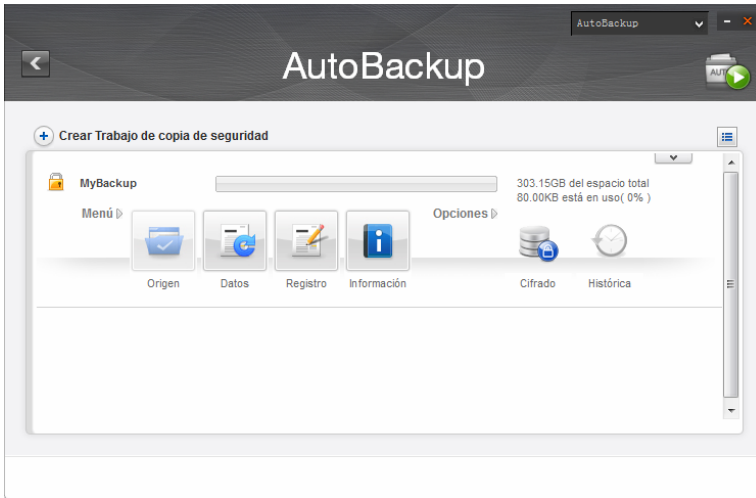 AutoBackup
AutoBackup
AUTO
Crear Trabajo de copia de seguridad
MyBackup
303.15GB del espacio total
80.00KB está en uso( 0% )
Menú
Opciones
Origen
Datos
Registro
Información
Cifrado
Histórica